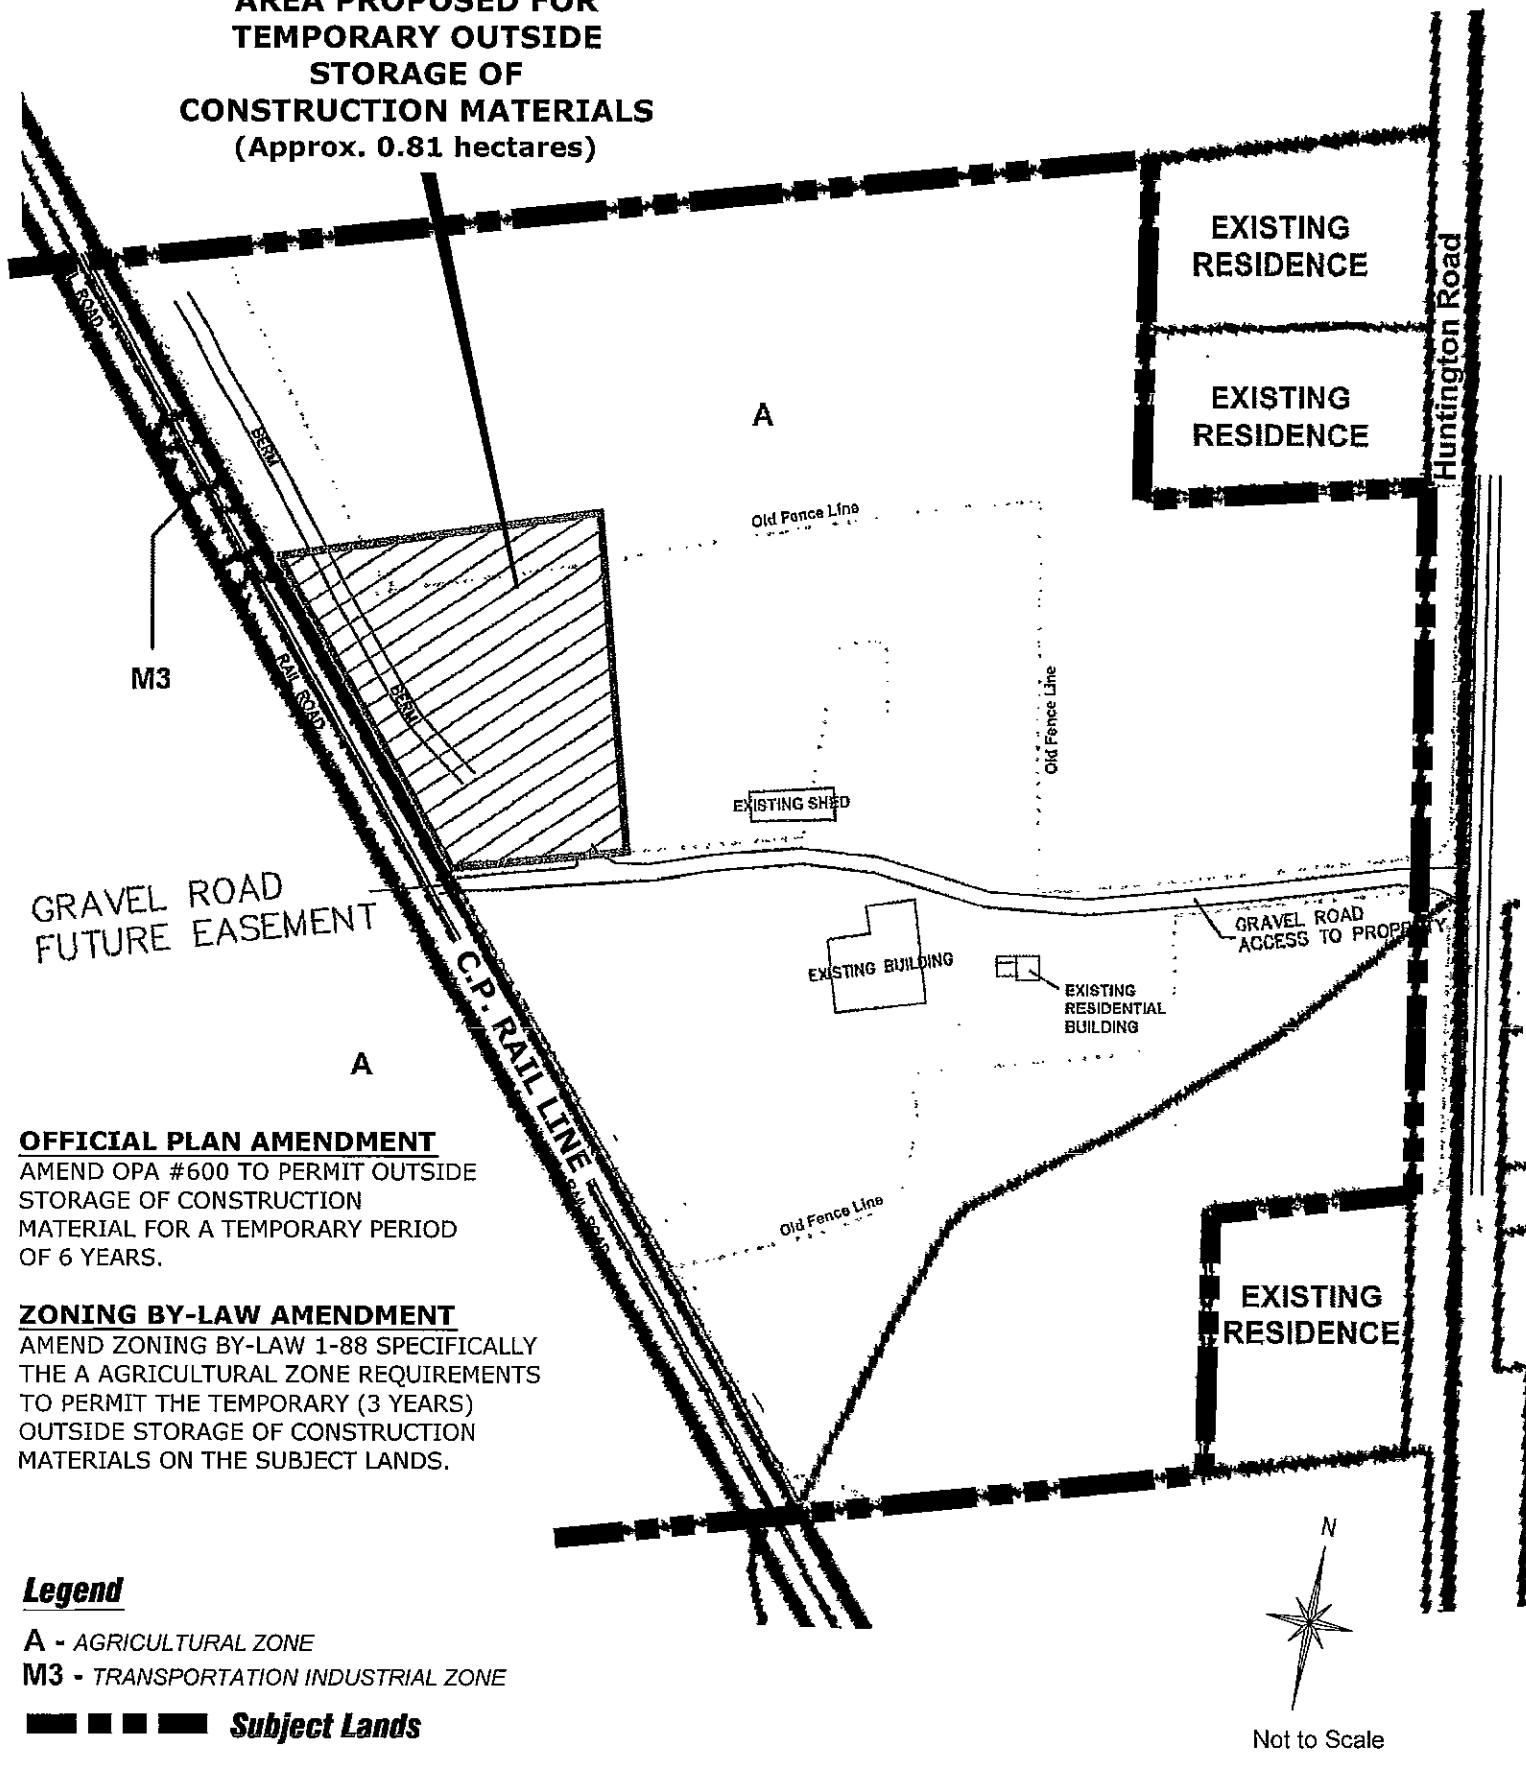 AREA PROPOSED FOR
TEMPORARY OUTSIDE
STORAGE OF
CONSTRUCTION MATERIALS
(Approx. 0.81 hectares)
EXISTING
RESIDENCE
Huntington Road
ROAD
EXISTING
RESIDENCE
A
BERM
Old Fence Line
M3
RAIL ROAD
BERM
Old Fence Line
EXISTING SHED
GRAVEL ROAD
FUTURE EASEMENT
GRAVEL ROAD
ACCESS TO PROPERTY
C.P. RAIL LINE
EXISTING BUILDING
EXISTING
RESIDENTIAL
BUILDING
A
OFFICIAL PLAN AMENDMENT
AMEND OPA #600 TO PERMIT OUTSIDE
STORAGE OF CONSTRUCTION
MATERIAL FOR A TEMPORARY PERIOD
OF 6 YEARS.
RAIL ROAD
Old Fence Line
EXISTING
RESIDENCE
ZONING BY-LAW AMENDMENT
AMEND ZONING BY-LAW 1-88 SPECIFICALLY
THE A AGRICULTURAL ZONE REQUIREMENTS
TO PERMIT THE TEMPORARY (3 YEARS)
OUTSIDE STORAGE OF CONSTRUCTION
MATERIALS ON THE SUBJECT LANDS.
N
Legend
A - AGRICULTURAL ZONE
M3 - TRANSPORTATION INDUSTRIAL ZONE
Subject Lands
Not to Scale